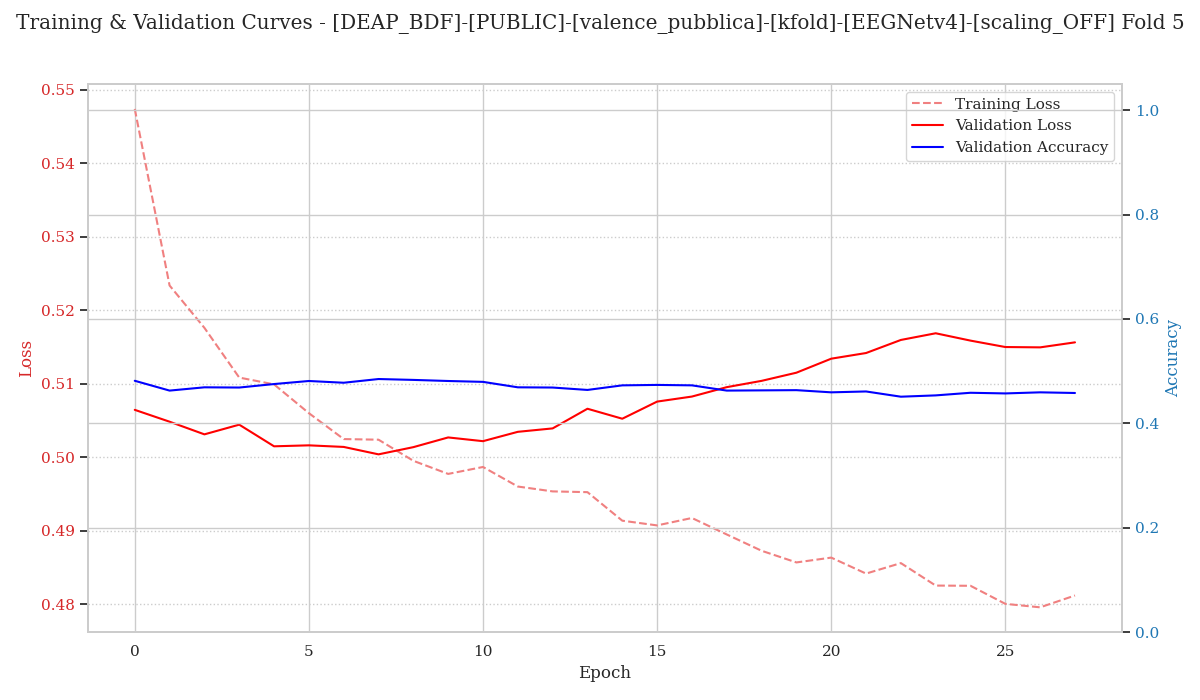 Training & Validation Curves - [DEAP_BDF]-[PUBLIC]-[valence_pubblica]-[kfold]-[EEGNetv4]-[scaling_OFF] Fold 5
Training Loss
Validation Loss
Validation Accuracy
Loss
0.55
0.54
0.53
0.52
0.51
0.50
0.49
0.48
1.0
0.8
0.6
0.4
0.2
0.0
Accuracy
0 5 10 15 20 25
Epoch